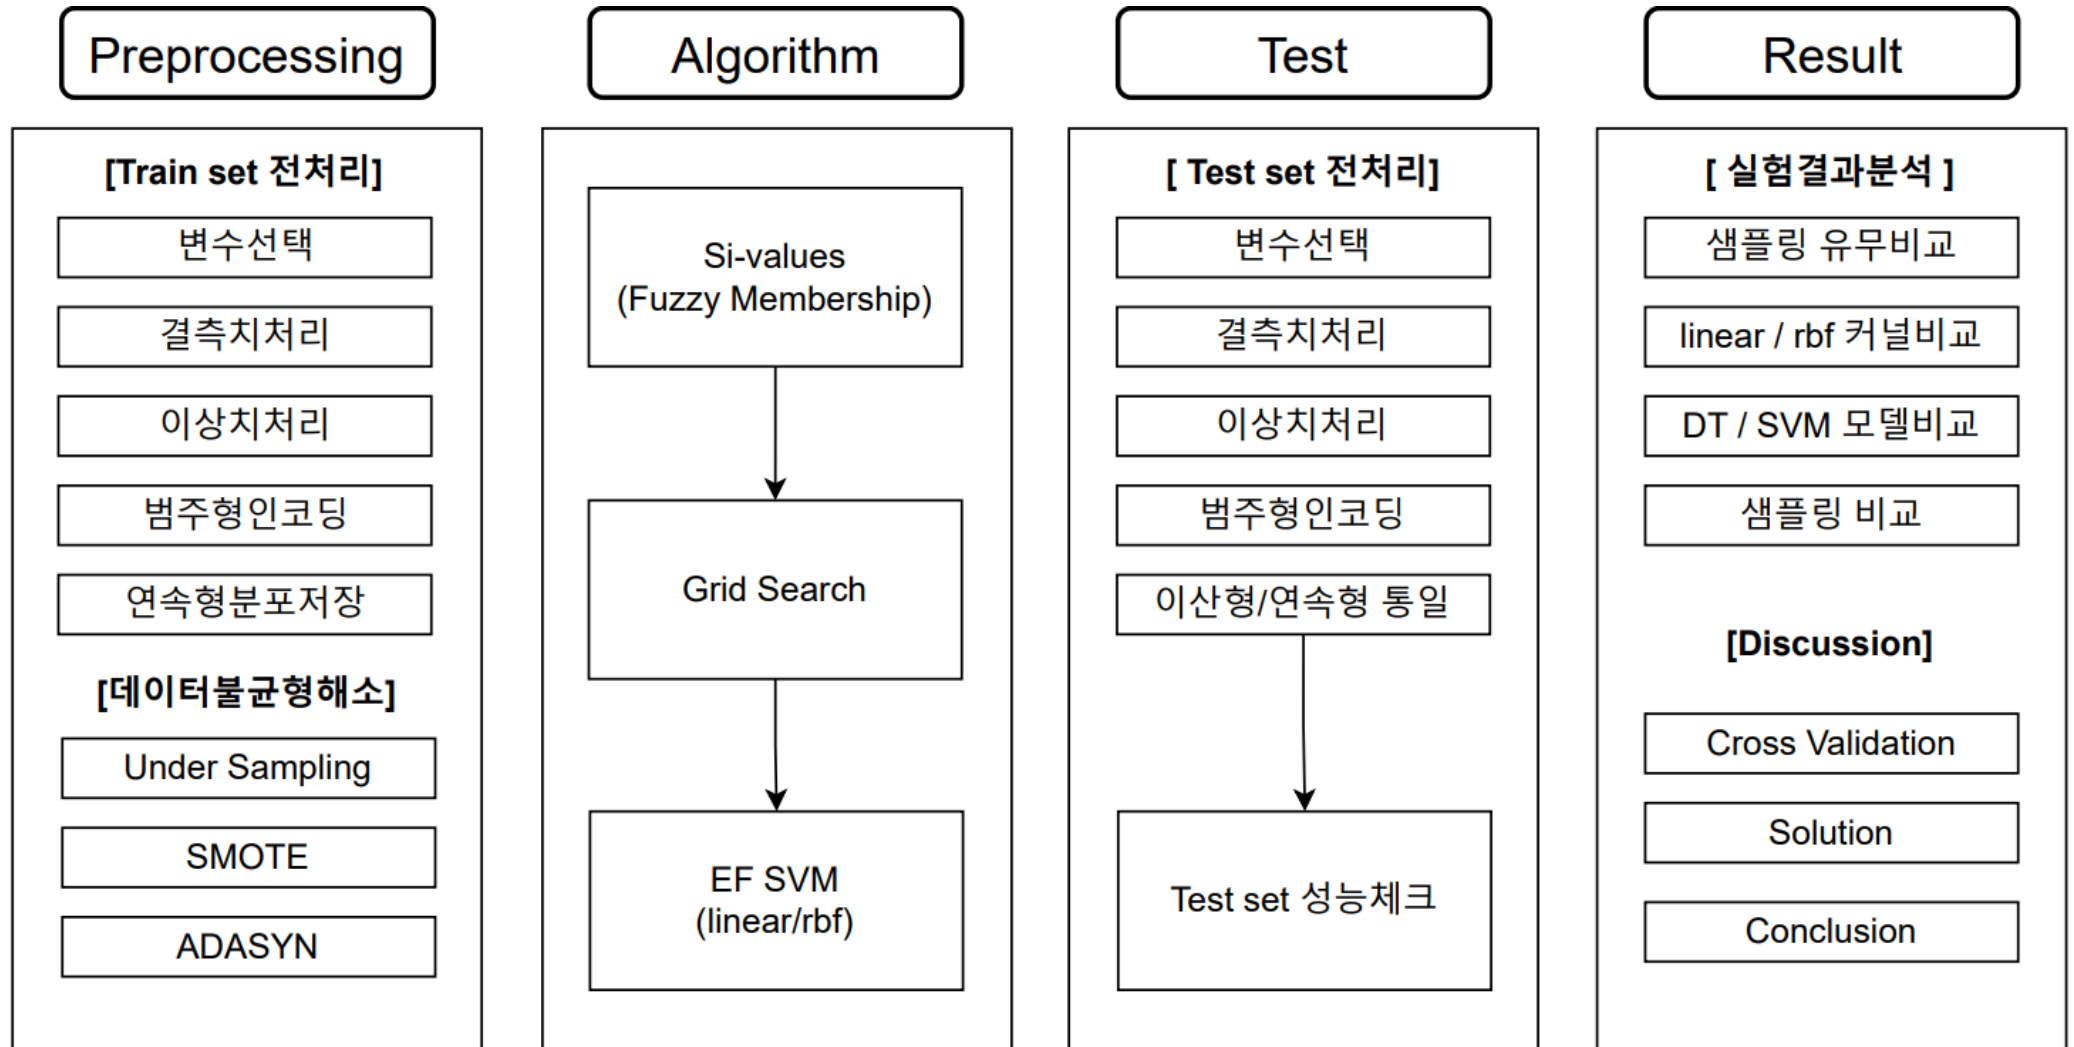 Preprocessing
[Train set 전처리]
변수선택
결측치처리
이상치처리
범주형인코딩
연속형분포저장
[데이터불균형해소]
Under Sampling
SMOTE
ADASYN
Algorithm
Si-values
(Fuzzy Membership)
Grid Search
EF SVM
(linear/rbf)
Test
[ Test set 전처리]
변수선택
결측치처리
이상치처리
범주형인코딩
이산형/연속형 통일
Test set 성능체크
Result
[ 실험결과분석 ]
샘플링 유무비교
linear / rbf 커널비교
DT / SVM 모델비교
샘플링 비교
[Discussion]
Cross Validation
Solution
Conclusion